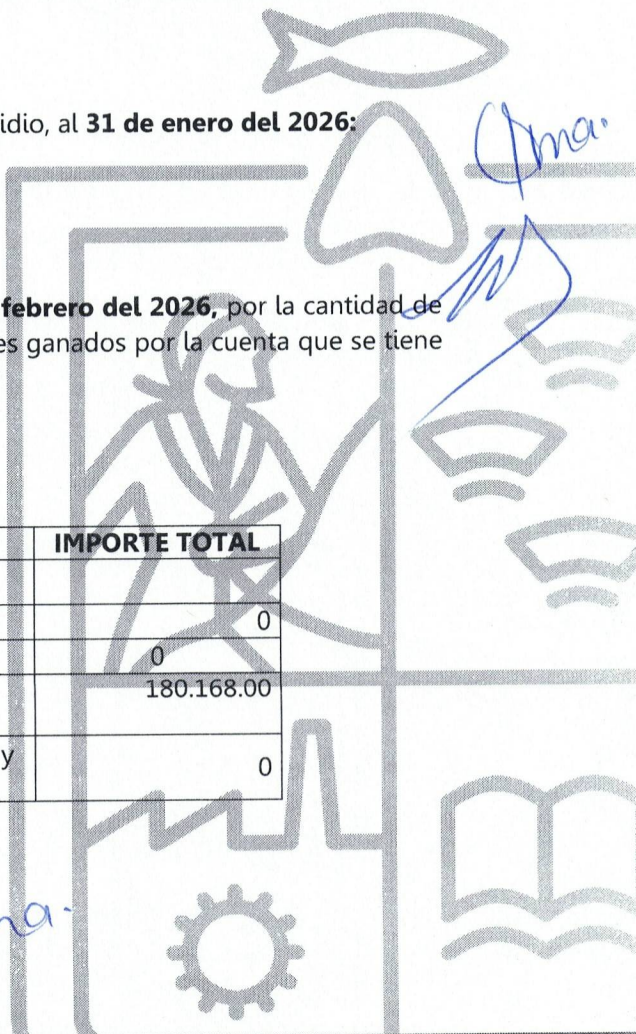 idio, al 31 de enero del 2026:
febrero del 2026, por la cantidad de
es ganados por la cuenta que se tiene
IMPORTE TOTAL
0
0
180.168.00
y
0